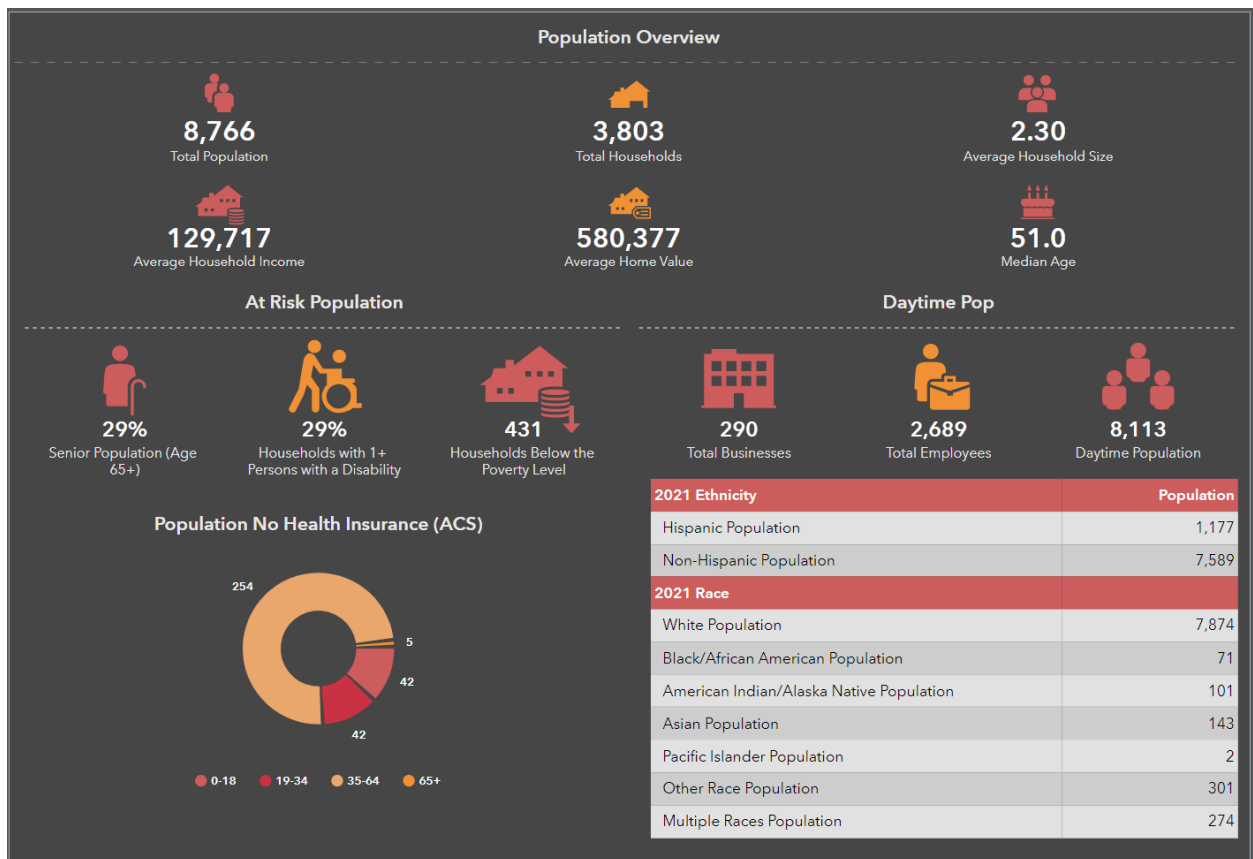 Population Overview
8,766
Total Population
3,803
Total Households
2.30
Average Household Size
129,717
Average Household Income
580,377
Average Home Value
51.0
Median Age
At Risk Population
29%
Senior Population (Age
65+)
29%
Households with 1+
Persons with a Disability
431
Households Below the
Poverty Level
Population No Health Insurance (ACS)
254
5
42
42
0-18 19-34 35-64 65+
Daytime Pop
290
Total Businesses
2,689
Total Employees
8,113
Daytime Population
2021 Ethnicity Population
Hispanic Population 1,177
Non-Hispanic Population 7,589
2021 Race
White Population 7,874
Black/African American Population 71
American Indian/Alaska Native Population 101
Asian Population 143
Pacific Islander Population 2
Other Race Population 301
Multiple Races Population 274